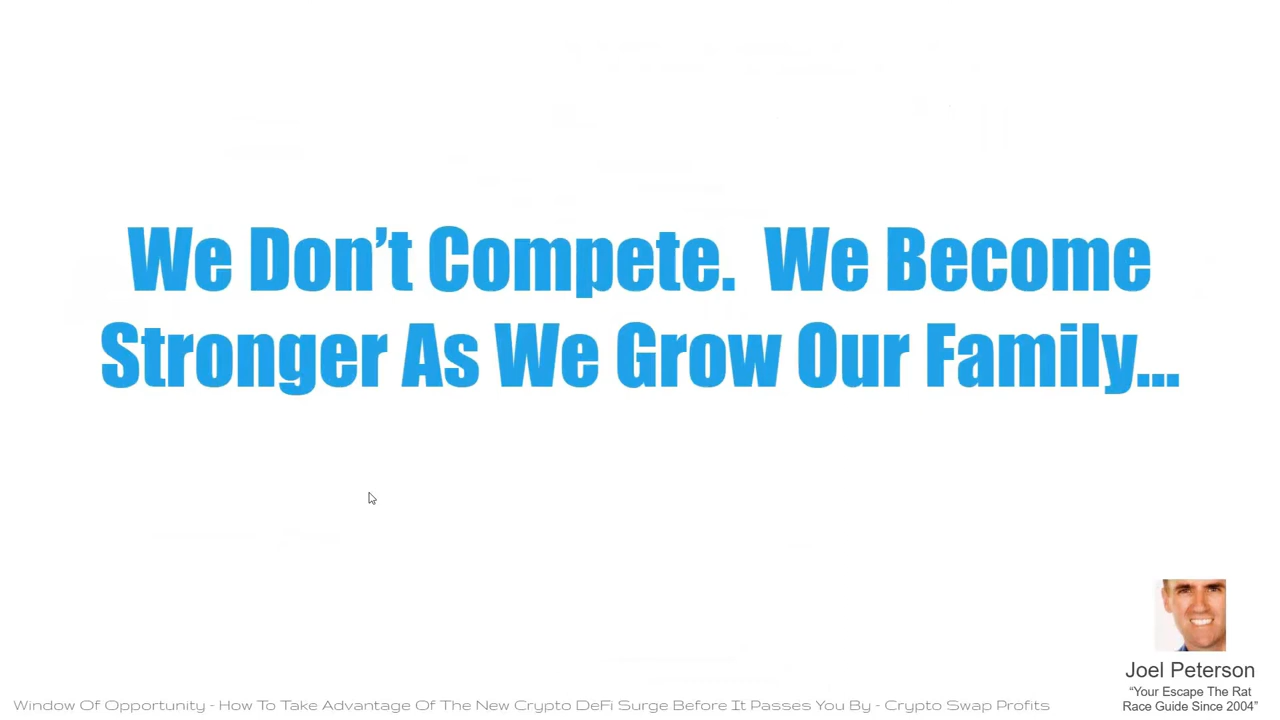 We Don’t Compete.  We Become
Stronger As We Grow Our Family...
Joel Peterson
“Your Escape The Rat
Race Guide Since 2004”
Window Of Opportunity - How To Take Advantage Of The New Crypto DeFi Surge Before It Passes You By - Crypto Swap Profits